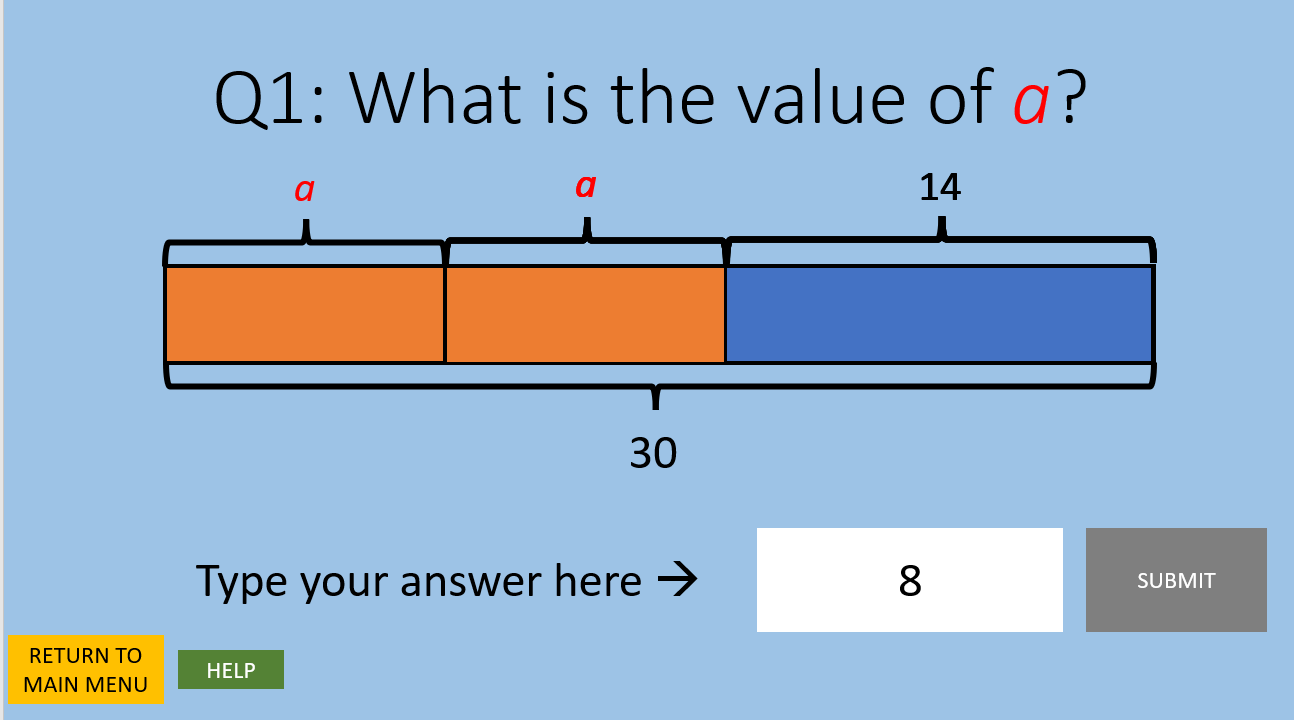 Q1: What is the value of a?
a a 14
30
Type your answer here → 8 SUBMIT
RETURN TO
MAIN MENU
HELP